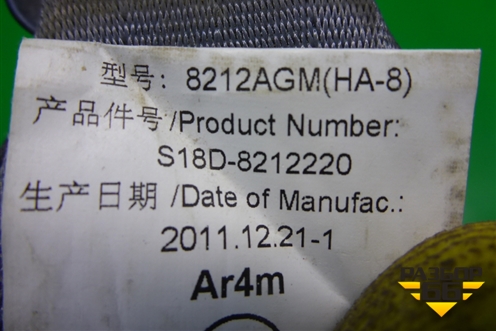 型号: 8212AGM(HA-8)
产品件号/Product Number:
S18D-8212220
生产日期 /Date of Manufac.:
2011.12.21-1
Ar4m
РАЗБОР